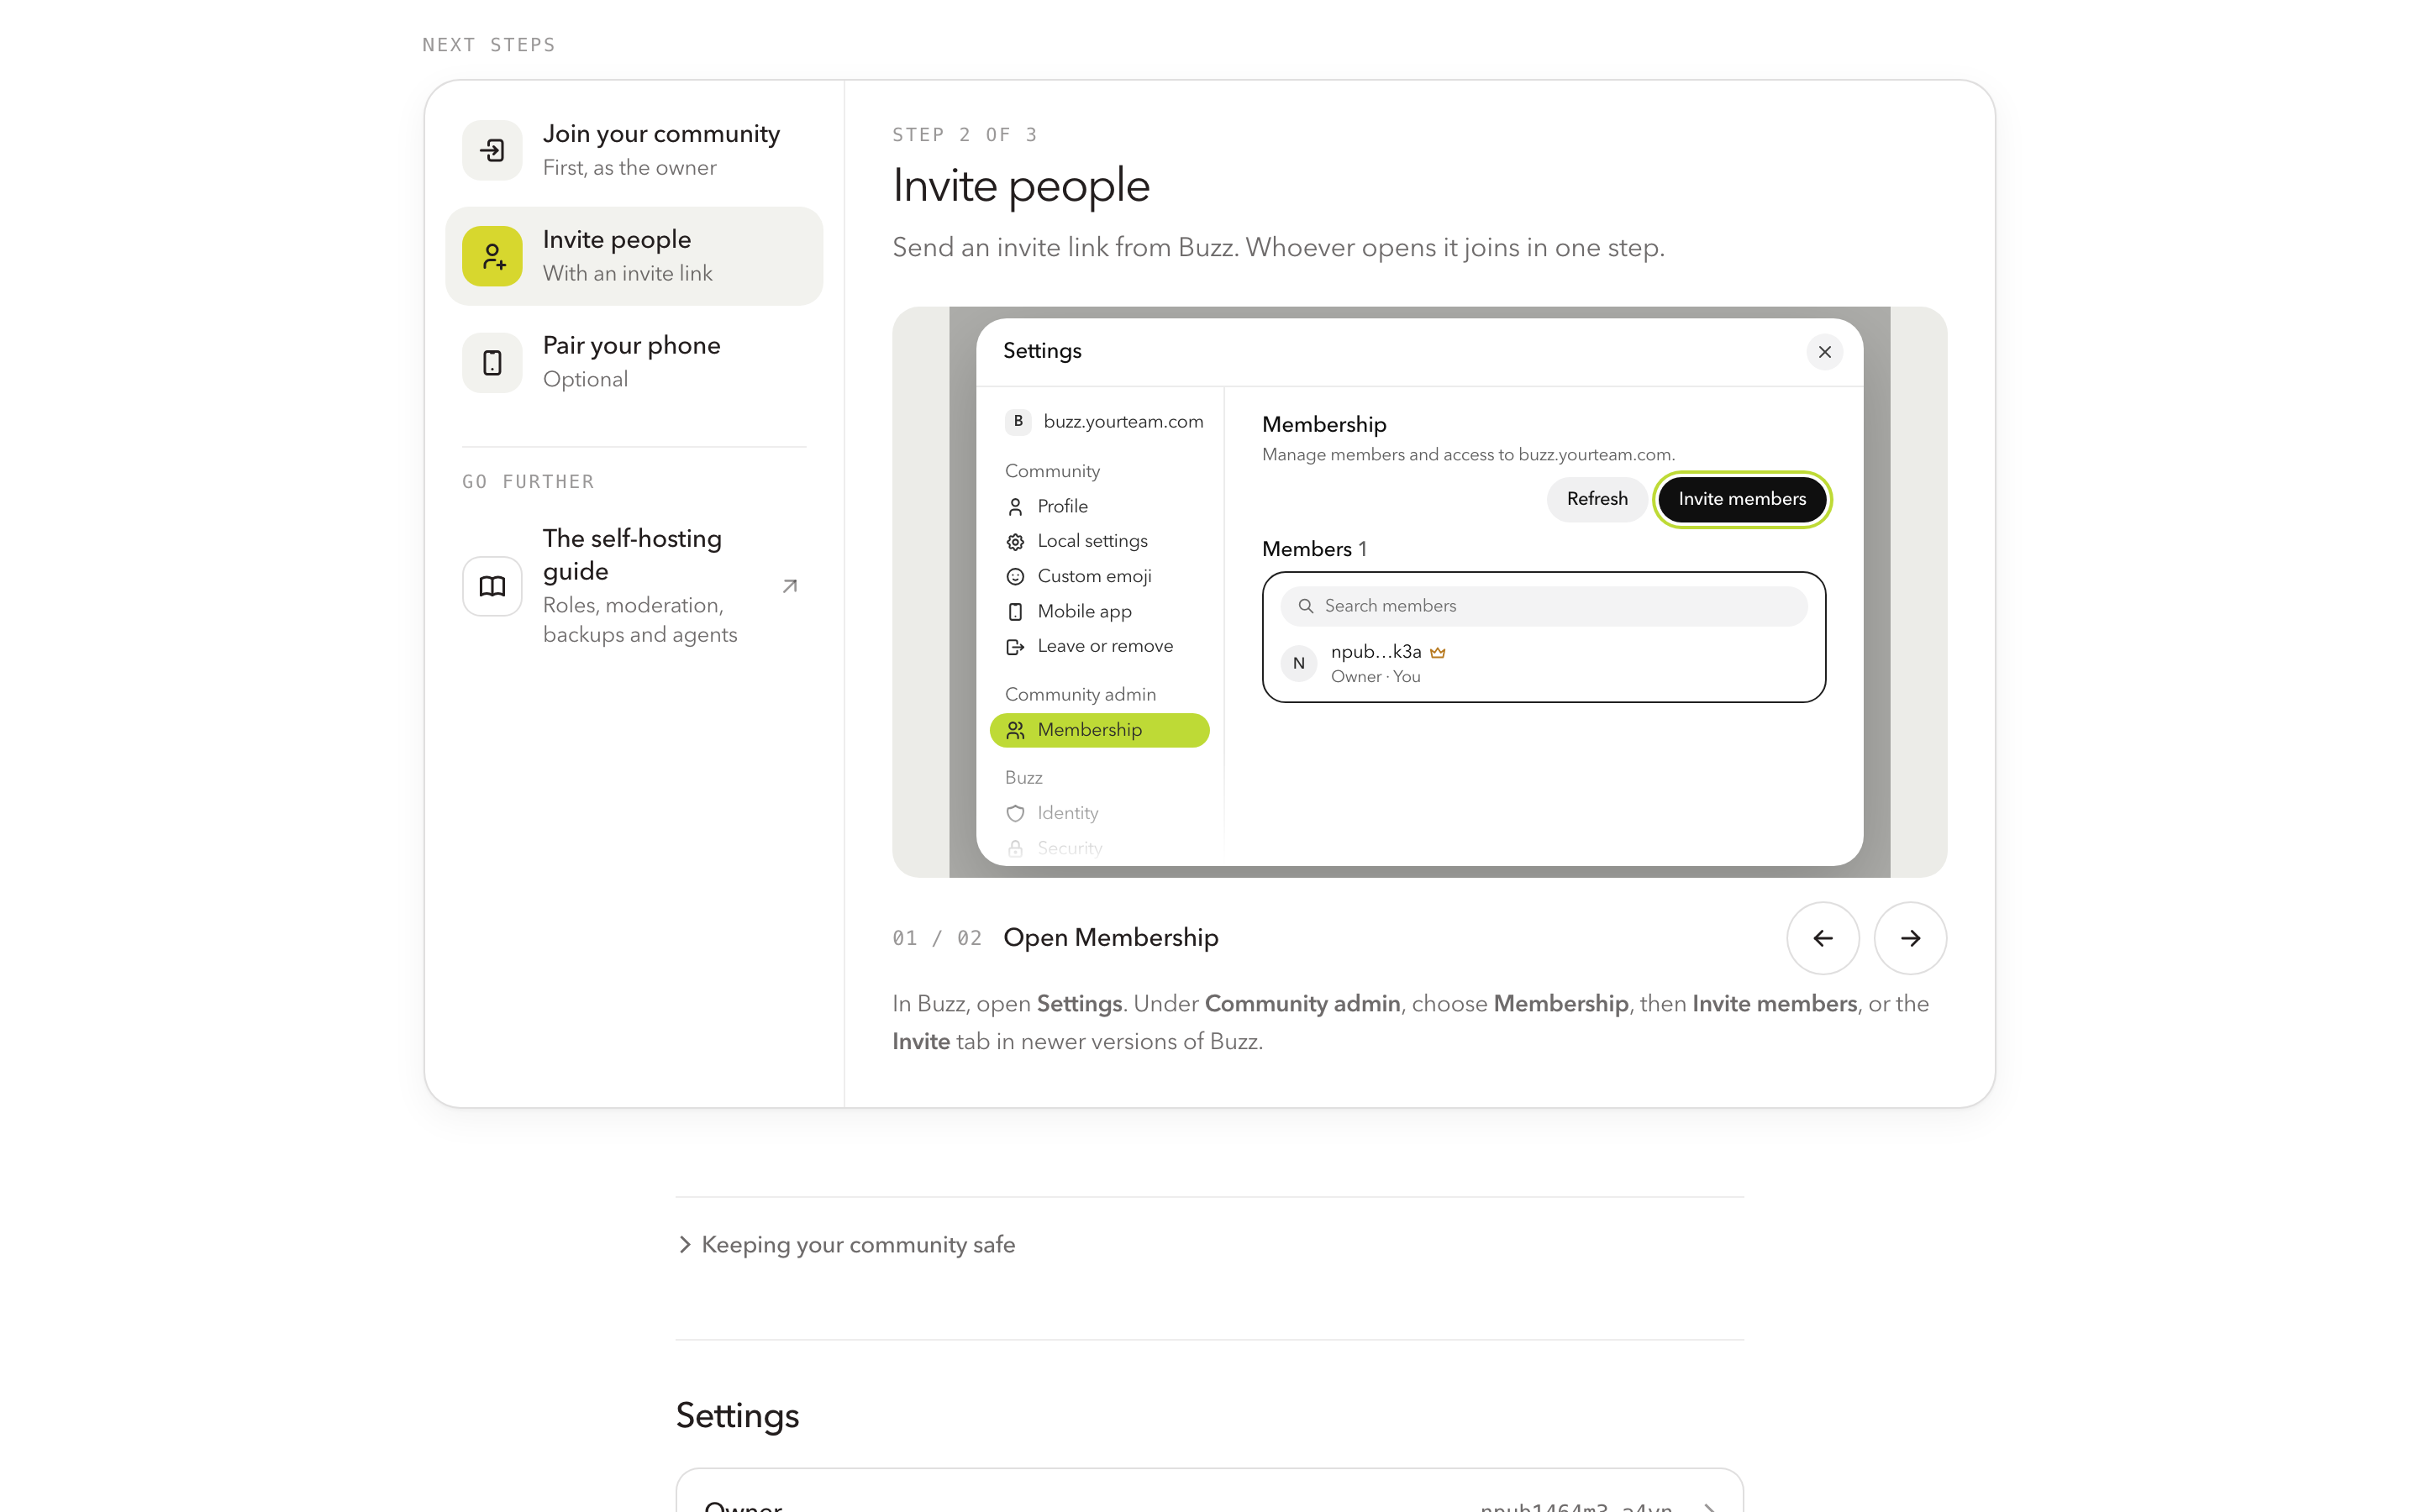 NEXT STEPS
Join your community
First, as the owner
Invite people
With an invite link
Pair your phone
Optional
GO FURTHER
The self-hosting
guide
Roles, moderation,
backups and agents
STEP 2 OF 3
Invite people
Send an invite link from Buzz. Whoever opens it joins in one step.
Settings
B buzz.yourteam.com
Community
Profile
Local settings
Custom emoji
Mobile app
Leave or remove
Community admin
Membership
Buzz
Identity
Security
Membership
Manage members and access to buzz.yourteam.com.
Refresh Invite members
Members 1
Search members
N npub...k3a
Owner · You
01 / 02 Open Membership
In Buzz, open Settings. Under Community admin, choose Membership, then Invite members, or the
Invite tab in newer versions of Buzz.
Keeping your community safe
Settings
Owner